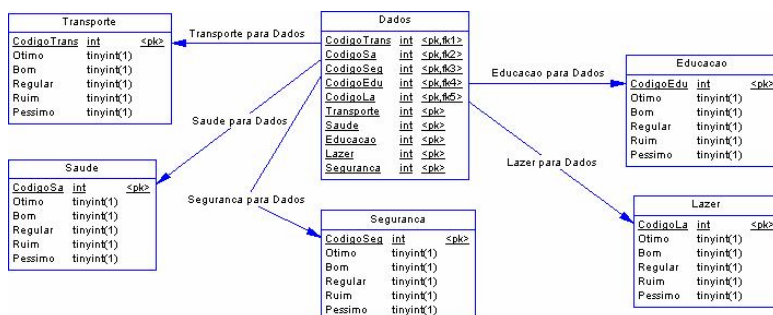 Transporte
CodigoTrans int <pk>
Otimo tinyint(1)
Bom tinyint(1)
Regular tinyint(1)
Ruim tinyint(1)
Pessimo tinyint(1)
Transporte para Dados
Dados
CodigoTrans int <pk,fk1>
CodigoSa int <pk,fk2>
CodigoSeg int <pk,fk3>
CodigoEdu int <pk,fk4>
CodigoLa int <pk,fk5>
Transporte int <pk>
Saude int <pk>
Educacao int <pk>
Lazer int <pk>
Seguranca int <pk>
Educacao para Dados
Educacao
CodigoEdu int <pk>
Otimo tinyint(1)
Bom tinyint(1)
Regular tinyint(1)
Ruim tinyint(1)
Pessimo tinyint(1)
Saude para Dados
Saude
CodigoSa int <pk>
Otimo tinyint(1)
Bom tinyint(1)
Regular tinyint(1)
Ruim tinyint(1)
Pessimo tinyint(1)
Seguranca para Dados
Seguranca
CodigoSeg int <pk>
Otimo tinyint(1)
Bom tinyint(1)
Regular tinyint(1)
Ruim tinyint(1)
Pessimo tinyint(1)
Lazer para Dados
Lazer
CodigoLa int <pk>
Otimo tinyint(1)
Bom tinyint(1)
Regular tinyint(1)
Ruim tinyint(1)
Pessimo tinyint(1)